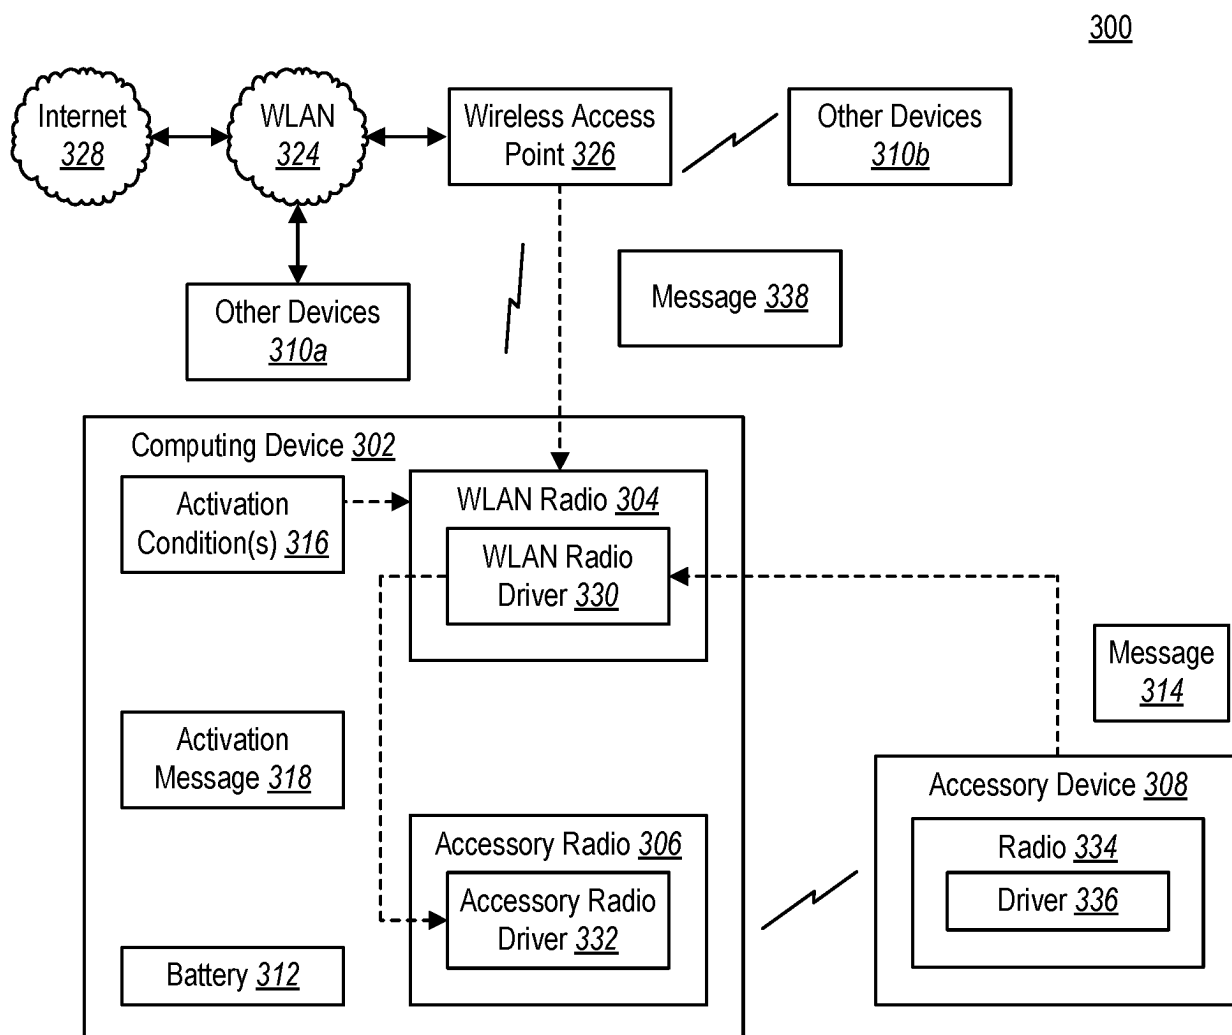 300
Internet
328
WLAN
324
Wireless Access
Point 326
Other Devices
310b
Other Devices
310a
Message 338
Computing Device 302
Activation
Condition(s) 316
WLAN Radio 304
WLAN Radio
Driver 330
Message
314
Activation
Message 318
Accessory Device 308
Radio 334
Driver 336
Accessory Radio 306
Accessory Radio
Driver 332
Battery 312